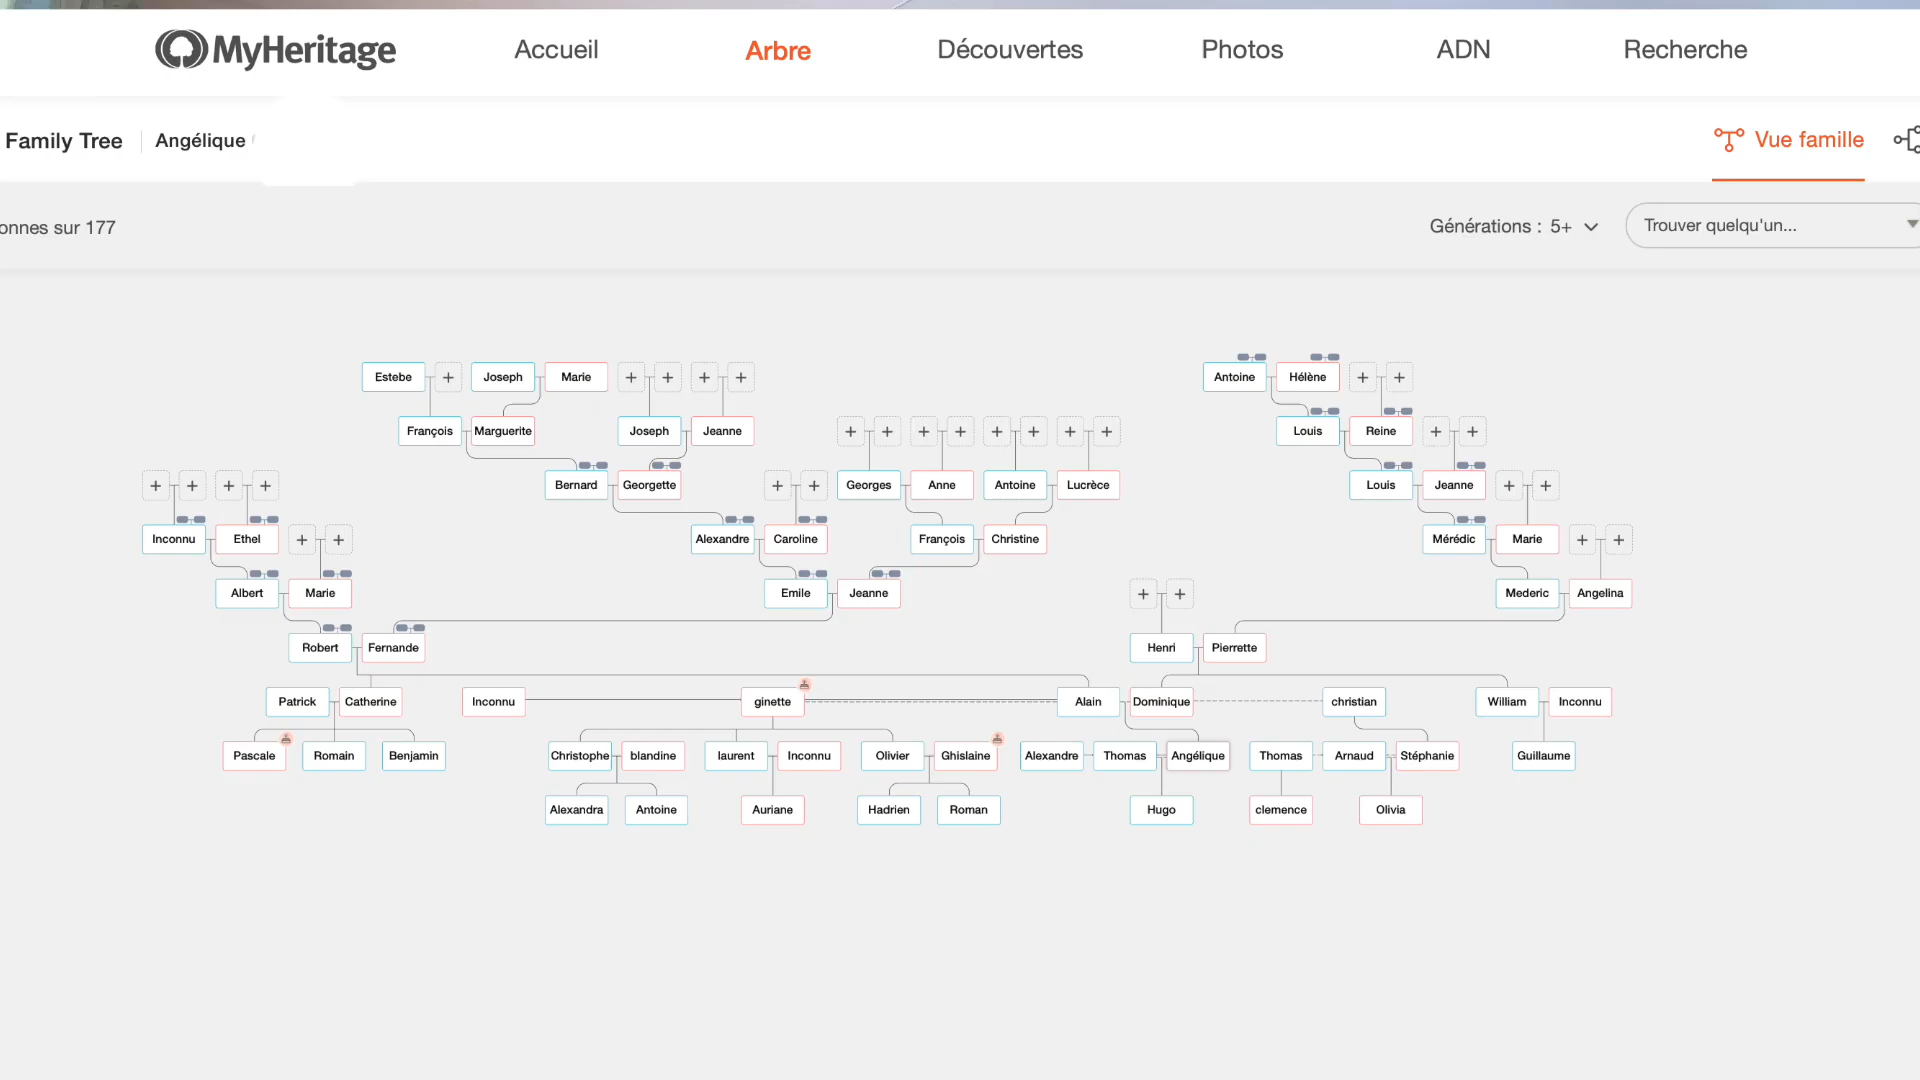 MyHeritage Accueil Arbre Découvertes Photos ADN Recherche
Family Tree Angélique Vue famille
onnes sur 177 Générations : 5+ Trouver quelqu'un...
Estebe + Joseph Marie + + + + Antoine Hélène + +
François Marguerite Joseph Jeanne + + + + + + + + Louis Reine + +
+ + + + Bernard Georgette + + Georges Anne Antoine Lucrèce Louis Jeanne + +
Inconnu Ethel + + Alexandre Caroline François Christine Mérédic Marie + +
Albert Marie Emile Jeanne + + Mederic Angelina
Robert Fernande Henri Pierrette
Patrick Catherine Inconnu ginette Alain Dominique christian William Inconnu
Pascale Romain Benjamin Christophe blandine laurent Inconnu Olivier Ghislaine Alexandre Thomas Angélique Thomas Arnaud Stéphanie Guillaume
Alexandra Antoine Auriane Hadrien Roman Hugo clemence Olivia